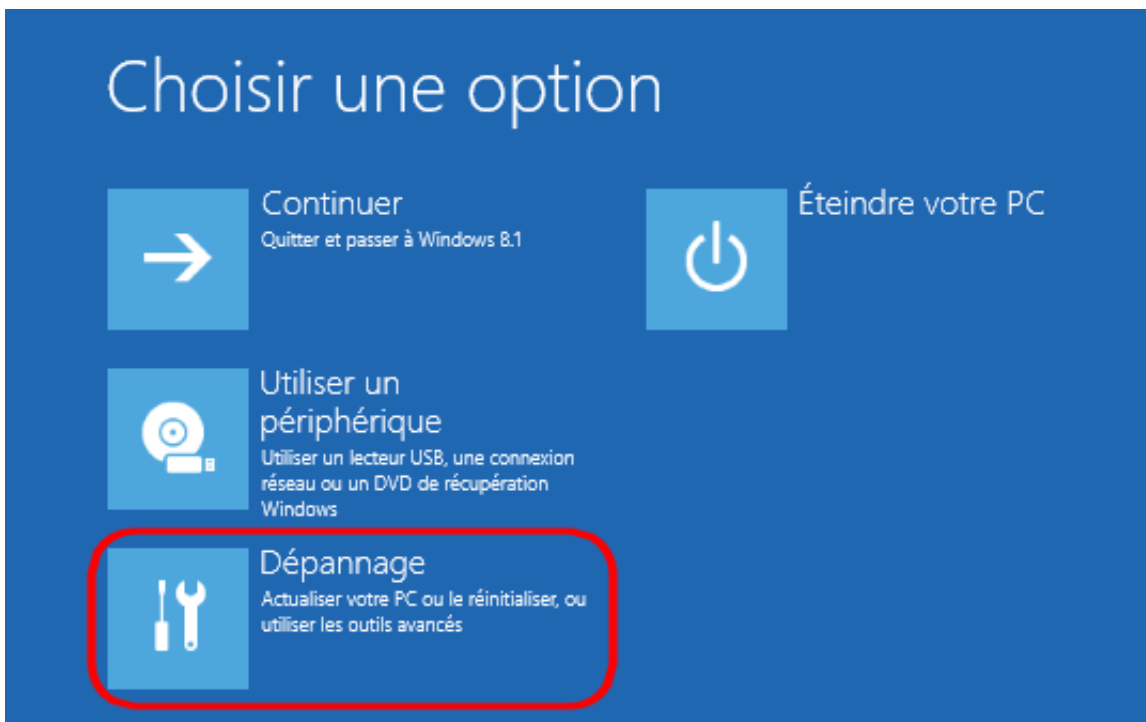 Choisir une option
Continuer
Quitter et passer à Windows 8.1
Éteindre votre PC
Utiliser un
périphérique
Utiliser un lecteur USB, une connexion
réseau ou un DVD de récupération
Windows
Dépannage
Actualiser votre PC ou le réinitialiser, ou
utiliser les outils avancés